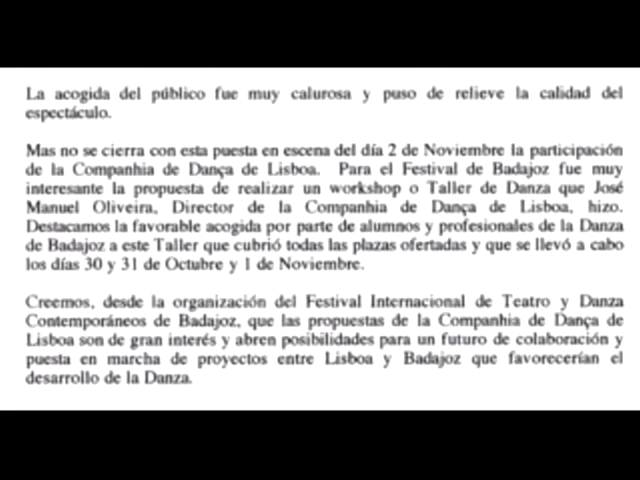 La acogida del público fue muy calurosa y puso de relieve la calidad del
espectáculo.
Mas no se cierra con esta puesta en escena del día 2 de Noviembre la participación
de la Companhia de Dança de Lisboa. Para el Festival de Badajoz fue muy
interesante la propuesta de realizar un workshop o Taller de Danza que José
Manuel Oliveira, Director de la Companhia de Dança de Lisboa, hizo.
Destacamos la favorable acogida por parte de alumnos y profesionales de la Danza
de Badajoz a este Taller que cubrió todas las plazas ofertadas y que se llevó a cabo
los días 30 y 31 de Octubre y 1 de Noviembre.
Creemos, desde la organización del Festival Internacional de Teatro y Danza
Contemporáneos de Badajoz, que las propuestas de la Companhia de Dança de
Lisboa son de gran interés y abren posibilidades para un futuro de colaboración y
puesta en marcha de proyectos entre Lisboa y Badajoz que favorecerían el
desarrollo de la Danza.